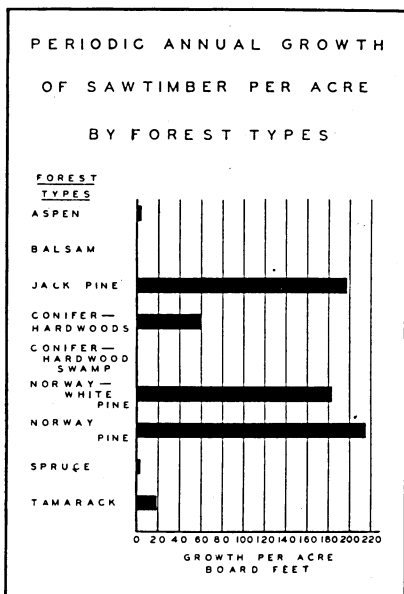 PERIODIC ANNUAL GROWTH
OF SAWTIMBER PER ACRE
BY FOREST TYPES
FOREST
TYPES
ASPEN
BALSAM
JACK PINE
CONIFER—
HARDWOODS
CONIFER—
HARDWOOD
SWAMP
NORWAY—
WHITE
PINE
NORWAY
PINE
SPRUCE
TAMARACK
0 20 40 60 80 100 120 140 160 180 200 220
GROWTH PER ACRE
BOARD FEET